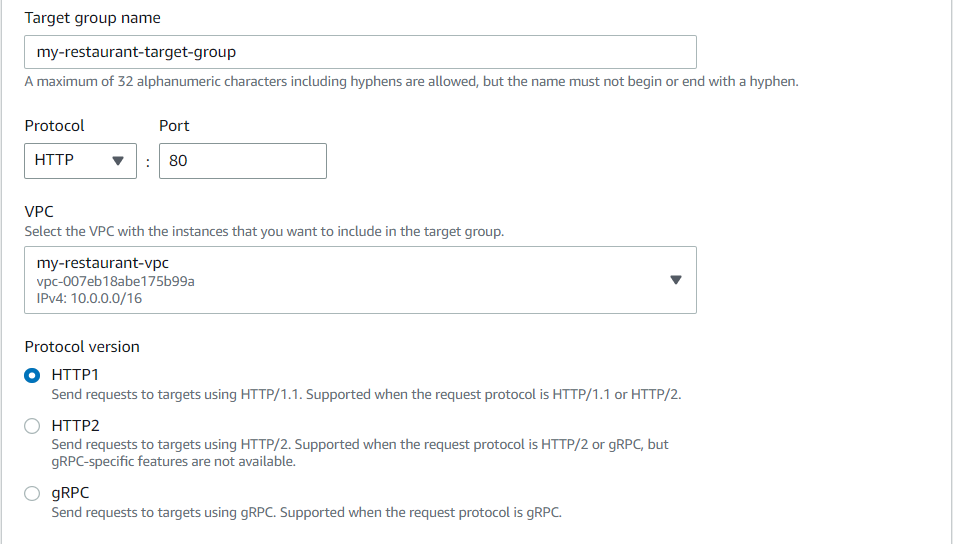 Target group name
my-restaurant-target-group
A maximum of 32 alphanumeric characters including hyphens are allowed, but the name must not begin or end with a hyphen.
Protocol Port
HTTP : 80
VPC
Select the VPC with the instances that you want to include in the target group.
my-restaurant-vpc
vpc-007eb18abe175b99a
IPv4: 10.0.0.0/16
Protocol version
HTTP1
Send requests to targets using HTTP/1.1. Supported when the request protocol is HTTP/1.1 or HTTP/2.
HTTP2
Send requests to targets using HTTP/2. Supported when the request protocol is HTTP/2 or gRPC, but
gRPC-specific features are not available.
gRPC
Send requests to targets using gRPC. Supported when the request protocol is gRPC.